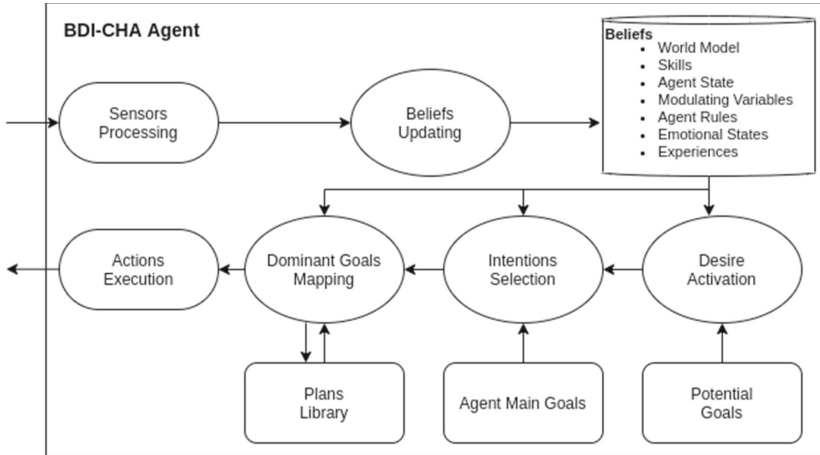 BDI-CHA Agent
Beliefs
• World Model
• Skills
• Agent State
• Modulating Variables
• Agent Rules
• Emotional States
• Experiences
Sensors
Processing
Beliefs
Updating
Actions
Execution
Dominant Goals
Mapping
Intentions
Selection
Desire
Activation
Plans
Library
Agent Main Goals
Potential
Goals